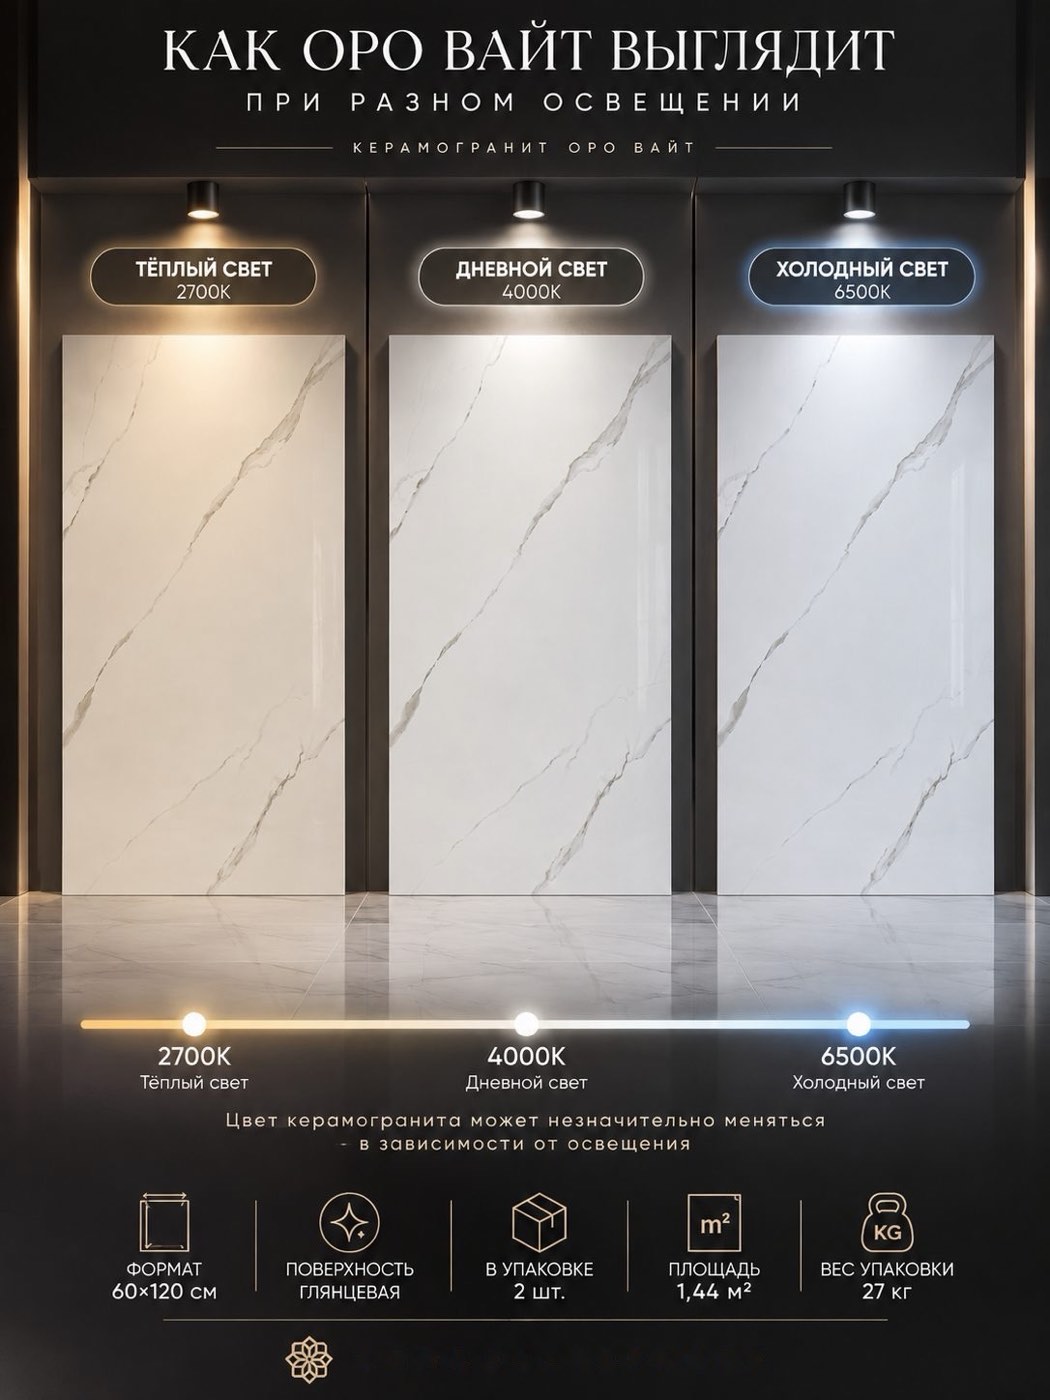 КАК ОРО ВАЙТ ВЫГЛЯДИТ
ПРИ РАЗНОМ ОСВЕЩЕНИИ
КЕРАМОГРАНИТ ОРО ВАЙТ
ТЁПЛЫЙ СВЕТ
2700K
ДНЕВНОЙ СВЕТ
4000K
ХОЛОДНЫЙ СВЕТ
6500K
2700K
Тёплый свет
4000K
Дневной свет
6500K
Холодный свет
Цвет керамогранита может незначительно меняться
- в зависимости от освещения
ФОРМАТ
60×120 см
ПОВЕРХНОСТЬ
ГЛЯНЦЕВАЯ
В УПАКОВКЕ
2 шт.
m²
ПЛОЩАДЬ
1,44 м²
KG
ВЕС УПАКОВКИ
27 кг